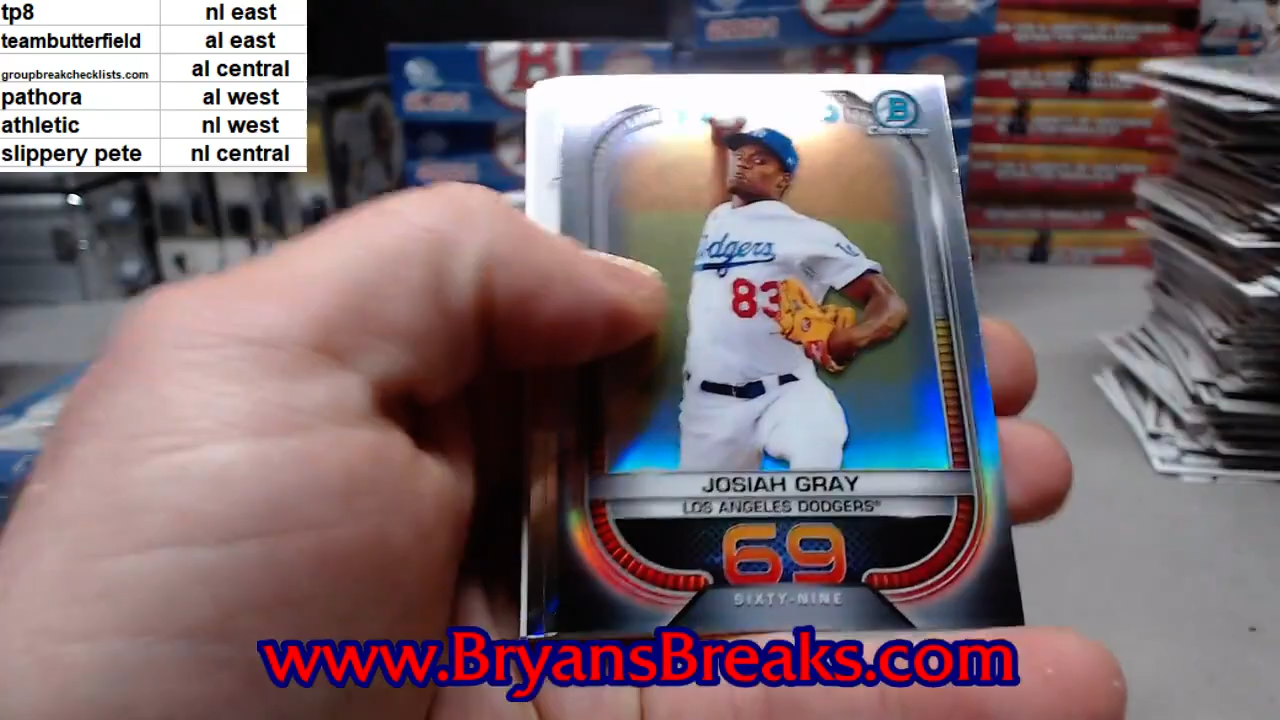 tp8 nl east
teambutterfield al east
groupbreakchecklists.com al central
pathora al west
athletic nl west
slippery pete nl central
B
Chrome
Dodgers
83
JOSIAH GRAY
LOS ANGELES DODGERS
69
SIXTY-NINE
www.BryansBreaks.com